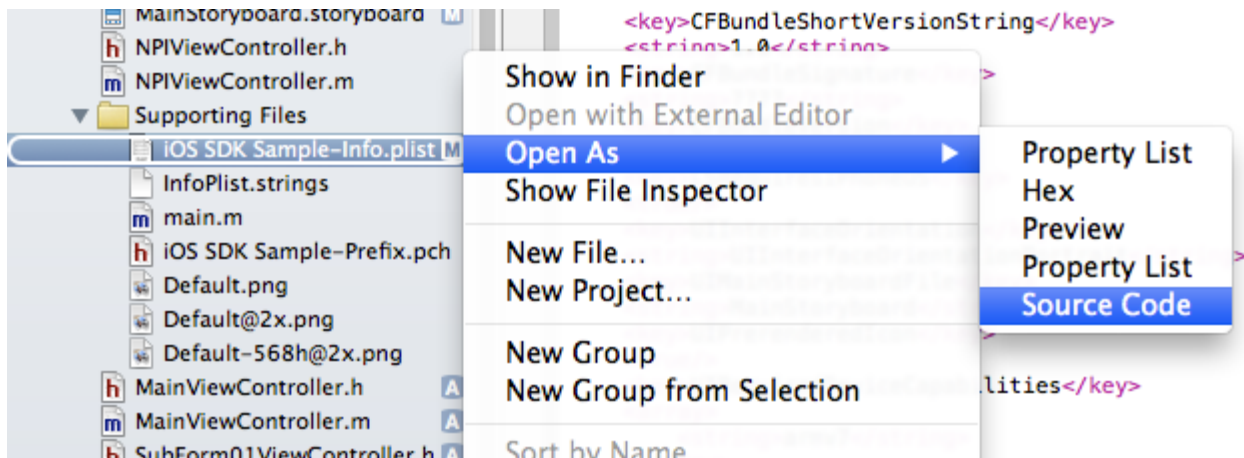 MainStoryboard.storyboard M
h NPIViewController.h
m NPIViewController.m
Supporting Files
iOS SDK Sample-Info.plist M
InfoPlist.strings
m main.m
h iOS SDK Sample-Prefix.pch
Default.png
Default@2x.png
Default-568h@2x.png
h MainViewController.h A
m MainViewController.m A
h SubForm01ViewController.h A
Show in Finder
Open with External Editor
Open As
Show File Inspector
New File...
New Project...
New Group
New Group from Selection
Sort by Name
Property List
Hex
Preview
Property List
Source Code
<key>CFBundleShortVersionString</key>
<string>1.0</string>
lities</key>